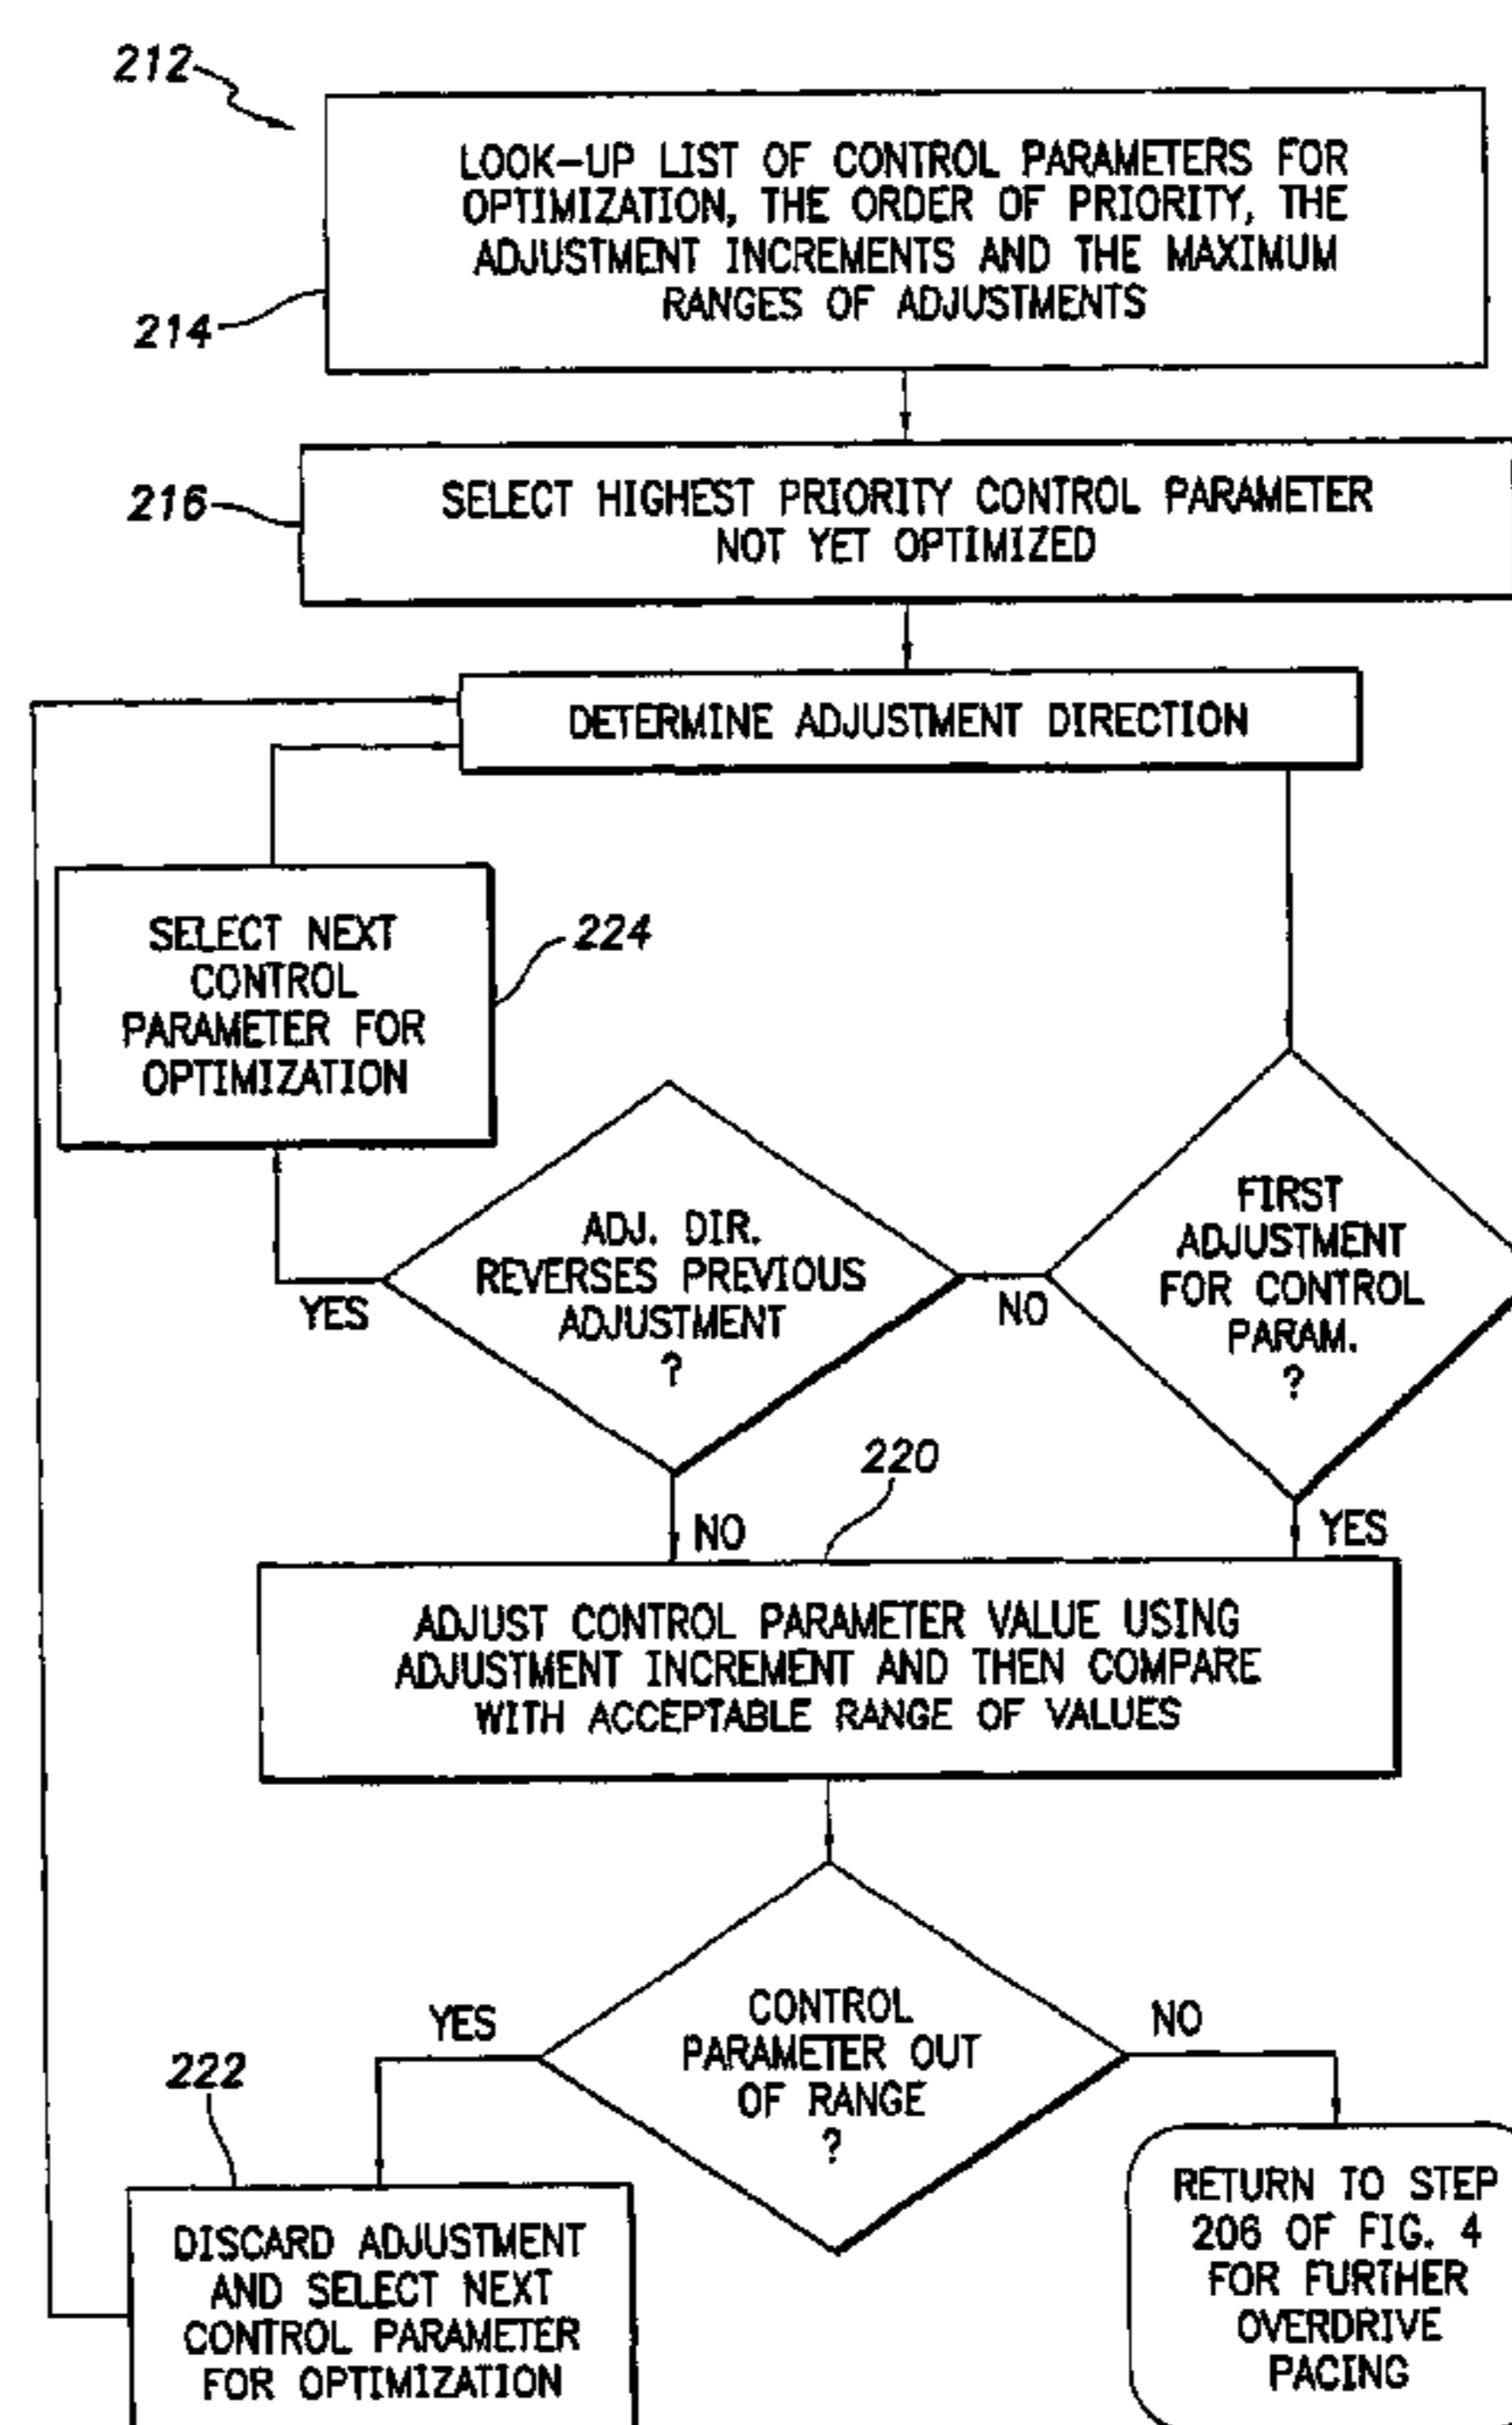 212
LOOK-UP LIST OF CONTROL PARAMETERS FOR
OPTIMIZATION, THE ORDER OF PRIORITY, THE
ADJUSTMENT INCREMENTS AND THE MAXIMUM
RANGES OF ADJUSTMENTS
214
216
SELECT HIGHEST PRIORITY CONTROL PARAMETER
NOT YET OPTIMIZED
DETERMINE ADJUSTMENT DIRECTION
SELECT NEXT
CONTROL
PARAMETER FOR
OPTIMIZATION
224
ADJ. DIR.
REVERSES PREVIOUS
ADJUSTMENT
?
YES
NO
FIRST
ADJUSTMENT
FOR CONTROL
PARAM.
?
NO
220
YES
ADJUST CONTROL PARAMETER VALUE USING
ADJUSTMENT INCREMENT AND THEN COMPARE
WITH ACCEPTABLE RANGE OF VALUES
CONTROL
PARAMETER OUT
OF RANGE
?
YES
NO
222
DISCARD ADJUSTMENT
AND SELECT NEXT
CONTROL PARAMETER
FOR OPTIMIZATION
RETURN TO STEP
206 OF FIG. 4
FOR FURTHER
OVERDRIVE
PACING